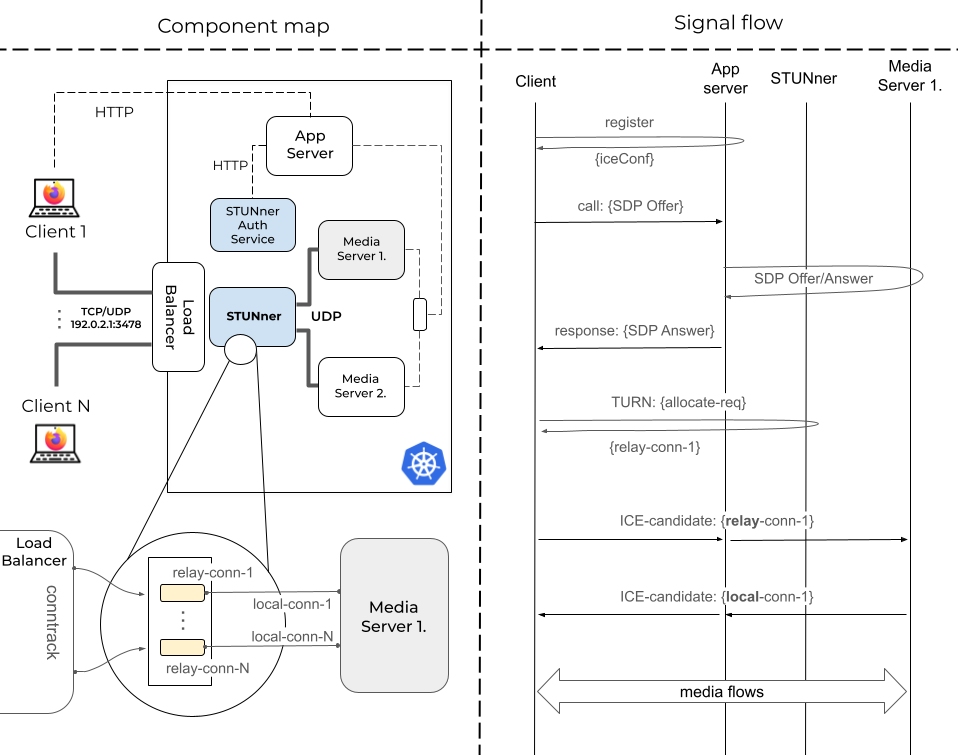 Component map
HTTP
App
Server
HTTP
STUNner
Auth
Service
Client 1
Media
Server 1.
Load
Balancer
TCP/UDP
192.0.2.1:3478
STUNner
UDP
Media
Server 2.
Client N
Load
Balancer
conntrack
relay-conn-1
local-conn-1
local-conn-N
relay-conn-N
Media
Server 1.
Signal flow
Client
App
server
STUNner
Media
Server 1.
register
{iceConf}
call: {SDP Offer}
SDP Offer/Answer
response: {SDP Answer}
TURN: {allocate-req}
{relay-conn-1}
ICE-candidate: {relay-conn-1}
ICE-candidate: {local-conn-1}
media flows